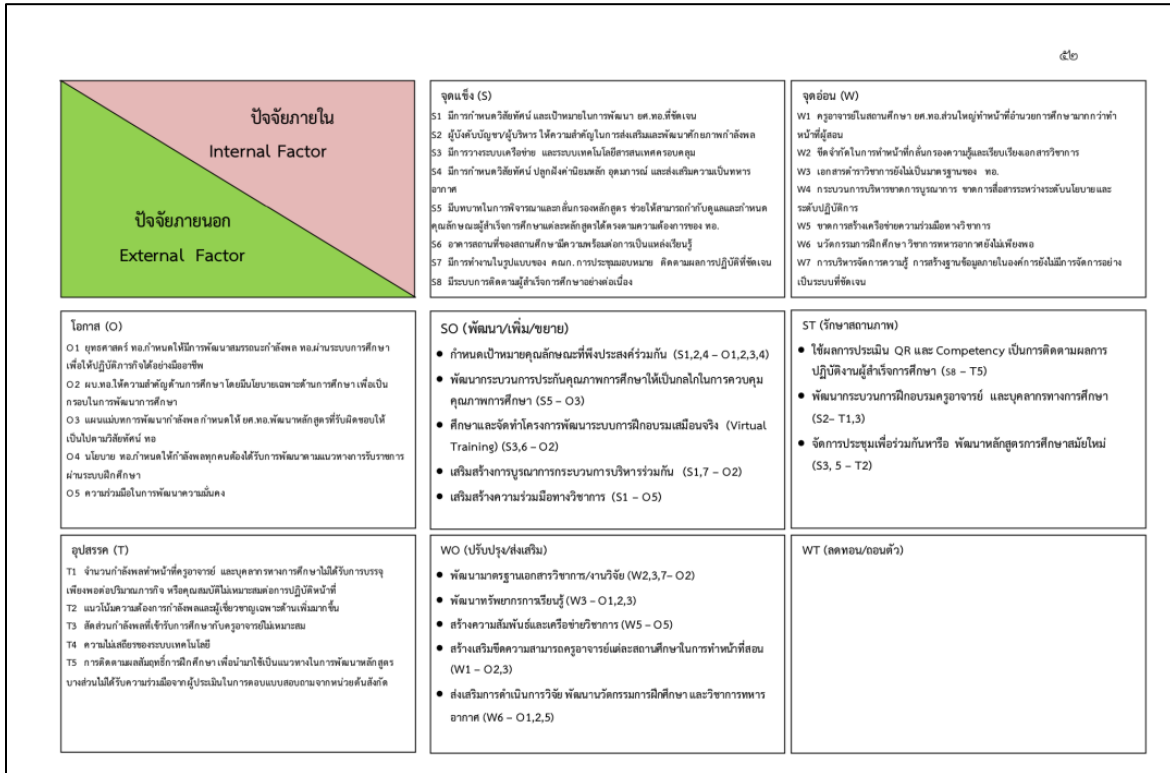 ๕๒
ปัจจัยภายใน
Internal Factor
ปัจจัยภายนอก
External Factor
จุดแข็ง (S)
S1 มีการกำหนดวิสัยทัศน์ และเป้าหมายในการพัฒนา ยศ.ทอ.ที่ชัดเจน
S2 ผู้บังคับบัญชา/ผู้บริหาร ให้ความสำคัญในการส่งเสริมและพัฒนาศักยภาพกำลังพล
S3 มีการวางระบบเครือข่าย และระบบเทคโนโลยีสารสนเทศครอบคลุม
S4 มีการกำหนดวิสัยทัศน์ ปลูกฝังค่านิยมหลัก อุดมการณ์ และส่งเสริมความเป็นทหาร
อากาศ
S5 มีบทบาทในการพิจารณาและกลั่นกรองหลักสูตร ช่วยให้สามารถกำกับดูแลและกำหนด
คุณลักษณะผู้สำเร็จการศึกษาแต่ละหลักสูตรได้ตรงตามความต้องการของ ทอ.
S6 อาคารสถานที่ของสถานศึกษามีความพร้อมต่อการเป็นแหล่งเรียนรู้
S7 มีการทำงานในรูปแบบของ คณก. การประชุมมอบหมาย ติดตามผลการปฏิบัติที่ชัดเจน
S8 มีระบบการติดตามผู้สำเร็จการศึกษาอย่างต่อเนื่อง
จุดอ่อน (W)
W1 ครูอาจารย์ในสถานศึกษา ยศ.ทอ.ส่วนใหญ่ทำหน้าที่อำนวยการศึกษามากกว่าทำ
หน้าที่ผู้สอน
W2 ขีดจำกัดในการทำหน้าที่กลั่นกรองความรู้และเรียบเรียงเอกสารวิชาการ
W3 เอกสารตำราวิชาการยังไม่เป็นมาตรฐานของ ทอ.
W4 กระบวนการบริหารขาดการบูรณาการ ขาดการสื่อสารระหว่างระดับนโยบายและ
ระดับปฏิบัติการ
W5 ขาดการสร้างเครือข่ายความร่วมมือทางวิชาการ
W6 นวัตกรรมการฝึกศึกษา วิชาการทหารอากาศยังไม่เพียงพอ
W7 การบริหารจัดการความรู้ การสร้างฐานข้อมูลภายในองค์การยังไม่มีการจัดการอย่าง
เป็นระบบที่ชัดเจน
โอกาส (O)
O1 ยุทธศาสตร์ ทอ.กำหนดให้มีการพัฒนาสมรรถนะกำลังพล ทอ.ผ่านระบบการศึกษา
เพื่อให้ปฏิบัติภารกิจได้อย่างมืออาชีพ
O2 ผบ.ทอ.ให้ความสำคัญด้านการศึกษา โดยมีนโยบายเฉพาะด้านการศึกษา เพื่อเป็น
กรอบในการพัฒนาการศึกษา
O3 แผนแม่บทการพัฒนากำลังพล กำหนดให้ ยศ.ทอ.พัฒนาหลักสูตรที่รับผิดชอบให้
เป็นไปตามวิสัยทัศน์ ทอ
O4 นโยบาย ทอ.กำหนดให้กำลังพลทุกคนต้องได้รับการพัฒนาตามแนวทางการรับราชการ
ผ่านระบบฝึกศึกษา
O5 ความร่วมมือในการพัฒนาความมั่นคง
SO (พัฒนา/เพิ่ม/ขยาย)
● กำหนดเป้าหมายคุณลักษณะที่พึงประสงค์ร่วมกัน (S1,2,4 – O1,2,3,4)
● พัฒนากระบวนการประกันคุณภาพการศึกษาให้เป็นกลไกในการควบคุม
คุณภาพการศึกษา (S5 – O3)
● ศึกษาและจัดทำโครงการพัฒนาระบบการฝึกอบรมเสมือนจริง (Virtual
Training) (S3,6 – O2)
● เสริมสร้างการบูรณาการกระบวนการบริหารร่วมกัน (S1,7 – O2)
● เสริมสร้างความร่วมมือทางวิชาการ (S1 – O5)
ST (รักษาสถานภาพ)
● ใช้ผลการประเมิน QR และ Competency เป็นการติดตามผลการ
ปฏิบัติงานผู้สำเร็จการศึกษา (S8 – T5)
● พัฒนากระบวนการฝึกอบรมครูอาจารย์ และบุคลากรทางการศึกษา
(S2– T1,3)
● จัดการประชุมเพื่อร่วมกันหารือ พัฒนาหลักสูตรการศึกษาสมัยใหม่
(S3, 5 – T2)
อุปสรรค (T)
T1 จำนวนกำลังพลทำหน้าที่ครูอาจารย์ และบุคลากรทางการศึกษาไม่ได้รับการบรรจุ
เพียงพอต่อปริมาณภารกิจ หรือคุณสมบัติไม่เหมาะสมต่อการปฏิบัติหน้าที่
T2 แนวโน้มความต้องการกำลังพลและผู้เชี่ยวชาญเฉพาะด้านเพิ่มมากขึ้น
T3 สัดส่วนกำลังพลที่เข้ารับการศึกษากับครูอาจารย์ไม่เหมาะสม
T4 ความไม่เสถียรของระบบเทคโนโลยี
T5 การติดตามผลสัมฤทธิ์การฝึกศึกษา เพื่อนำมาใช้เป็นแนวทางในการพัฒนาหลักสูตร
บางส่วนไม่ได้รับความร่วมมือจากผู้ประเมินในการตอบแบบสอบถามจากหน่วยต้นสังกัด
WO (ปรับปรุง/ส่งเสริม)
● พัฒนามาตรฐานเอกสารวิชาการ/งานวิจัย (W2,3,7– O2)
● พัฒนาทรัพยากรการเรียนรู้ (W3 – O1,2,3)
● สร้างความสัมพันธ์และเครือข่ายวิชาการ (W5 – O5)
● สร้างเสริมขีดความสามารถครูอาจารย์แต่ละสถานศึกษาในการทำหน้าที่สอน
(W1 – O2,3)
● ส่งเสริมการดำเนินการวิจัย พัฒนานวัตกรรมการฝึกศึกษา และวิชาการทหาร
อากาศ (W6 – O1,2,5)
WT (ลดทอน/ถอนตัว)